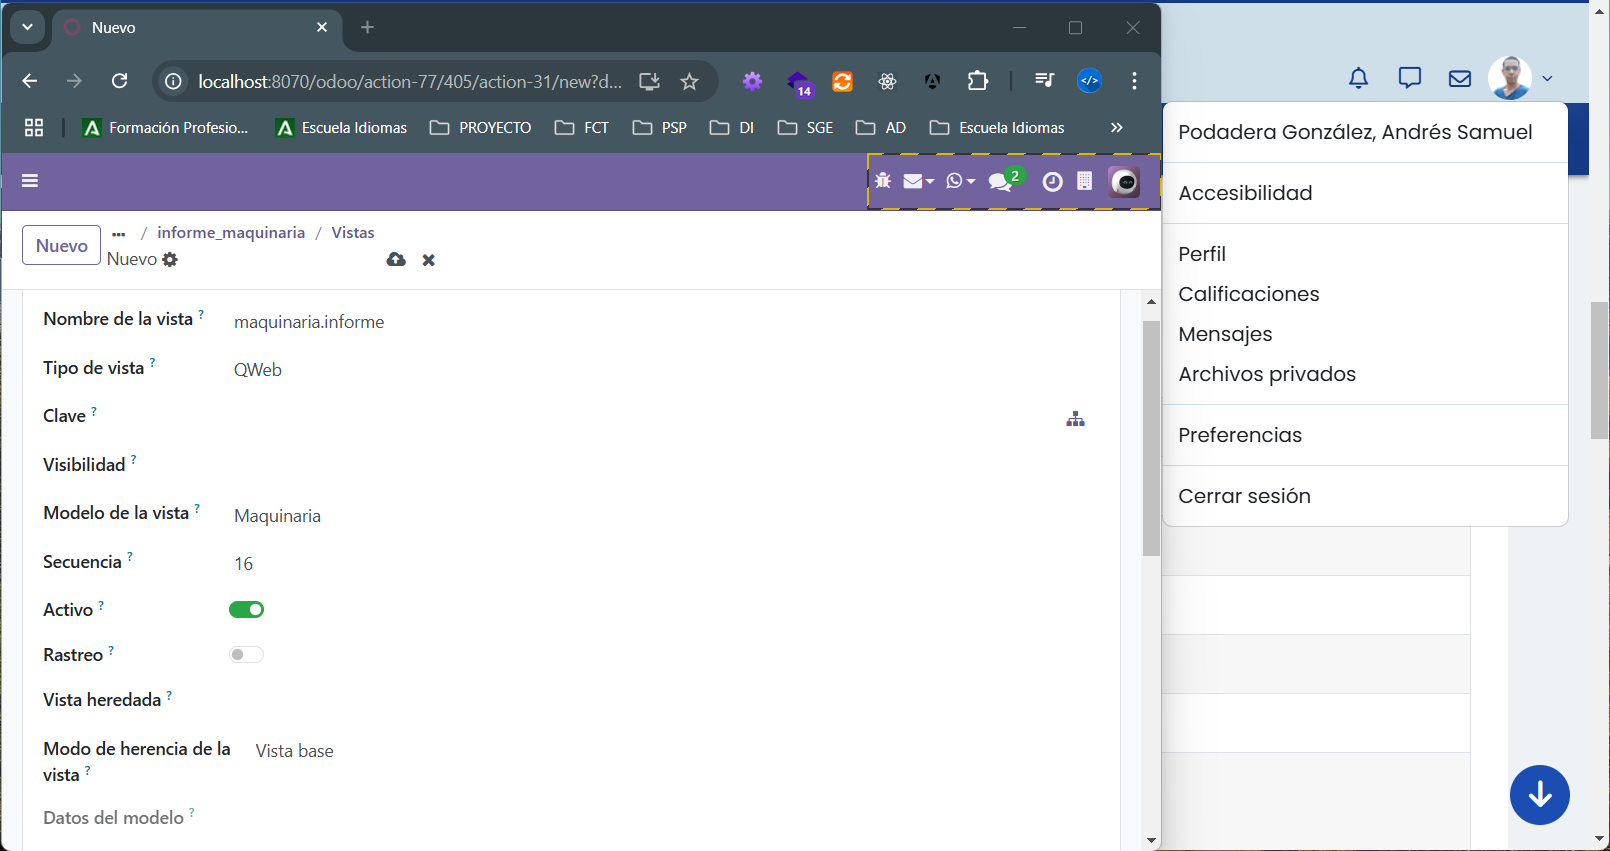 Nuevo
localhost:8070/odoo/action-77/405/action-31/new?d...
14
Formación Profesio...
Escuela Idiomas
PROYECTO
FCT
PSP
DI
SGE
AD
Escuela Idiomas
2
Nuevo
... / informe_maquinaria / Vistas
Nuevo
Nombre de la vista ? maquinaria.informe
Tipo de vista ? QWeb
Clave ?
Visibilidad ?
Modelo de la vista ? Maquinaria
Secuencia ? 16
Activo ?
Rastreo ?
Vista heredada ?
Modo de herencia de la
vista ? Vista base
Datos del modelo ?
Podadera González, Andrés Samuel
Accesibilidad
Perfil
Calificaciones
Mensajes
Archivos privados
Preferencias
Cerrar sesión